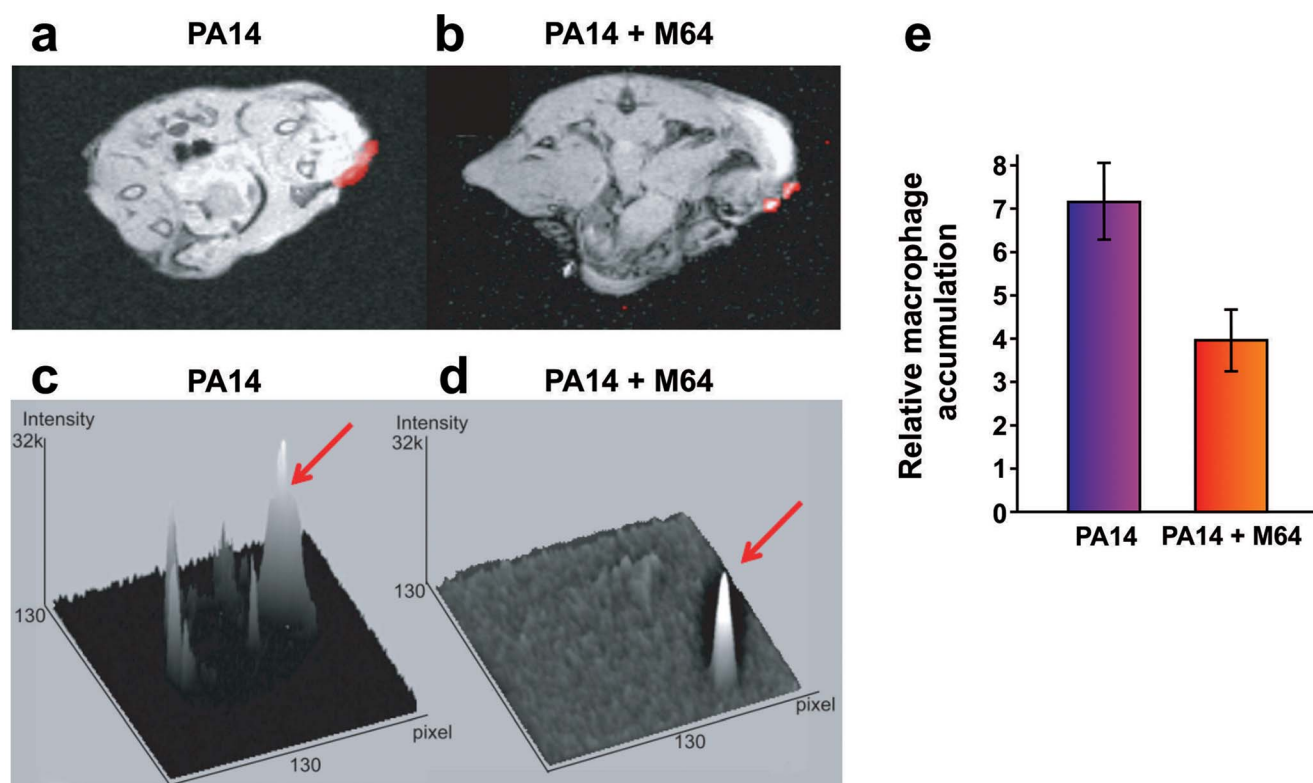 a PA14
b PA14 + M64
c PA14
Intensity
32k
130
130
pixel
d PA14 + M64
Intensity
32k
130
130
pixel
e
Relative macrophage
accumulation
8
7
6
5
4
3
2
1
0
PA14 PA14 + M64